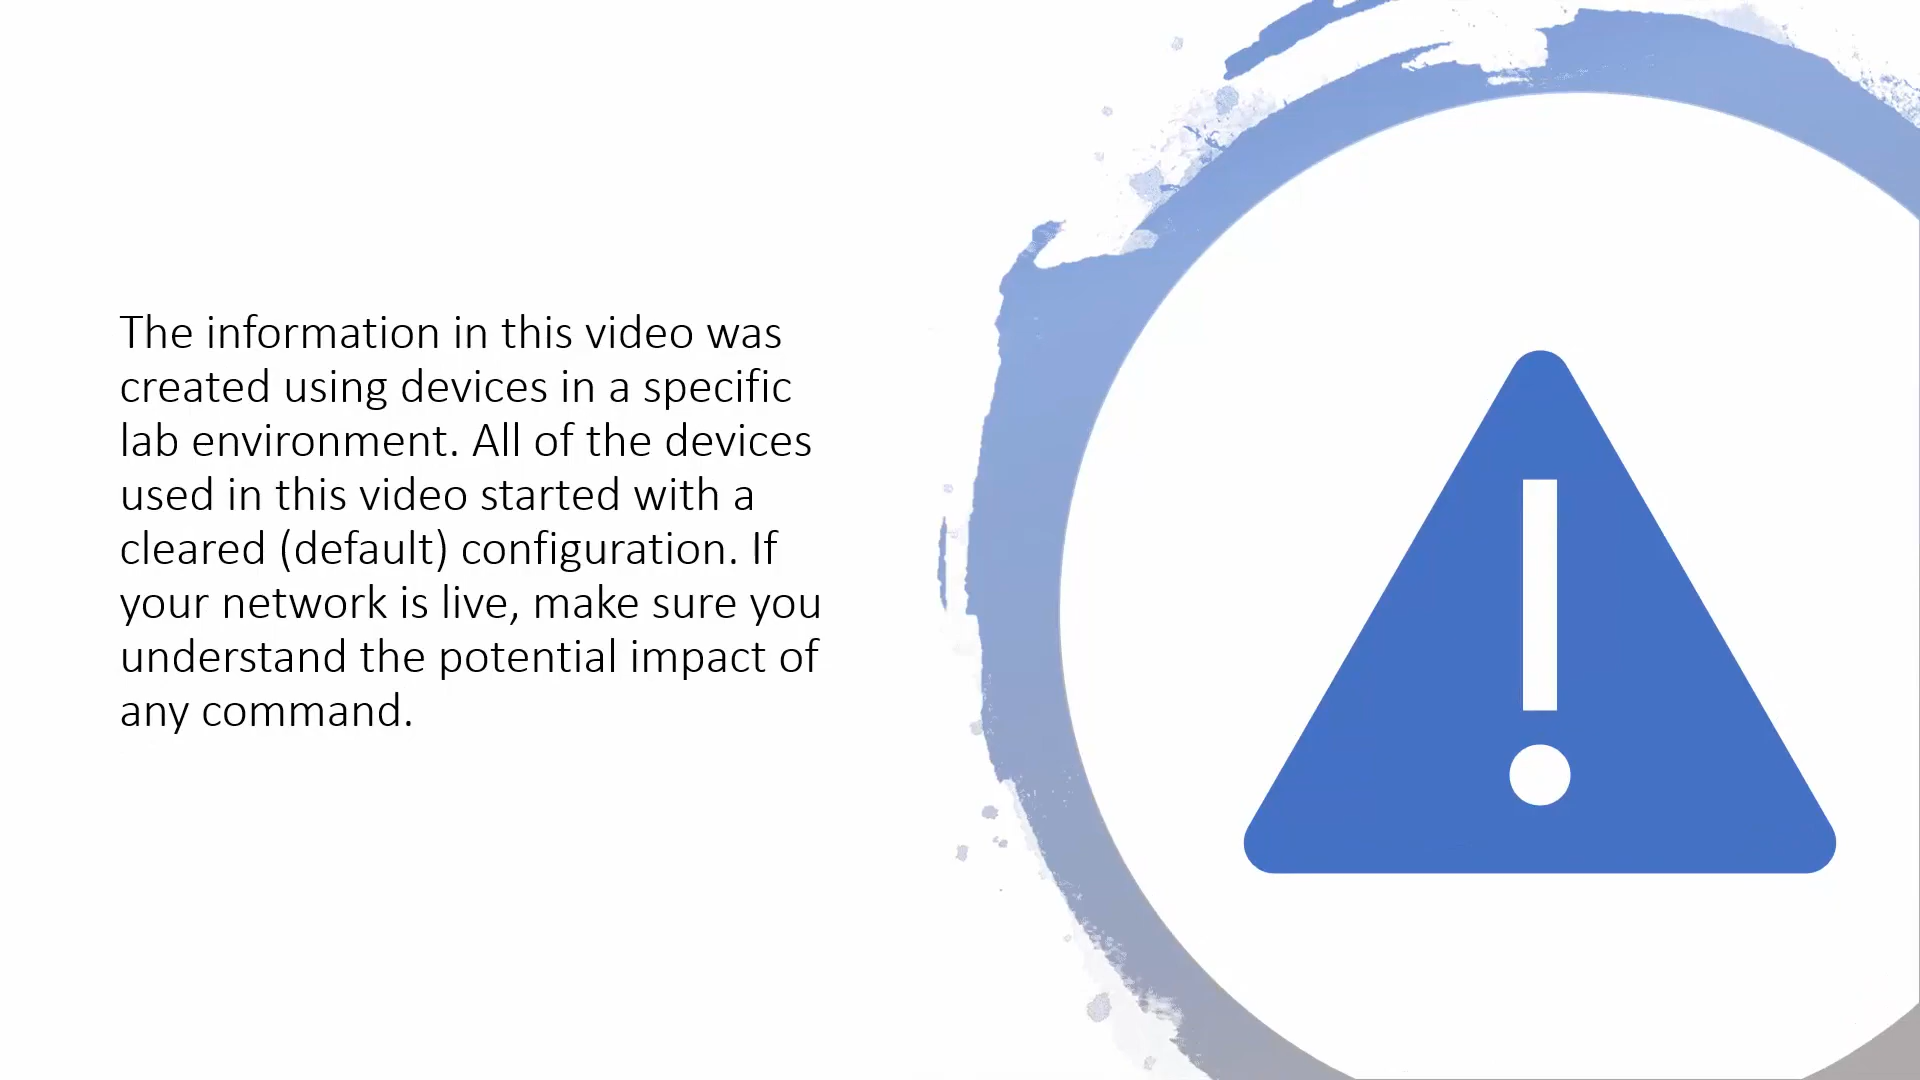 The information in this video was
created using devices in a specific
lab environment. All of the devices
used in this video started with a
cleared (default) configuration. If
your network is live, make sure you
understand the potential impact of
any command.